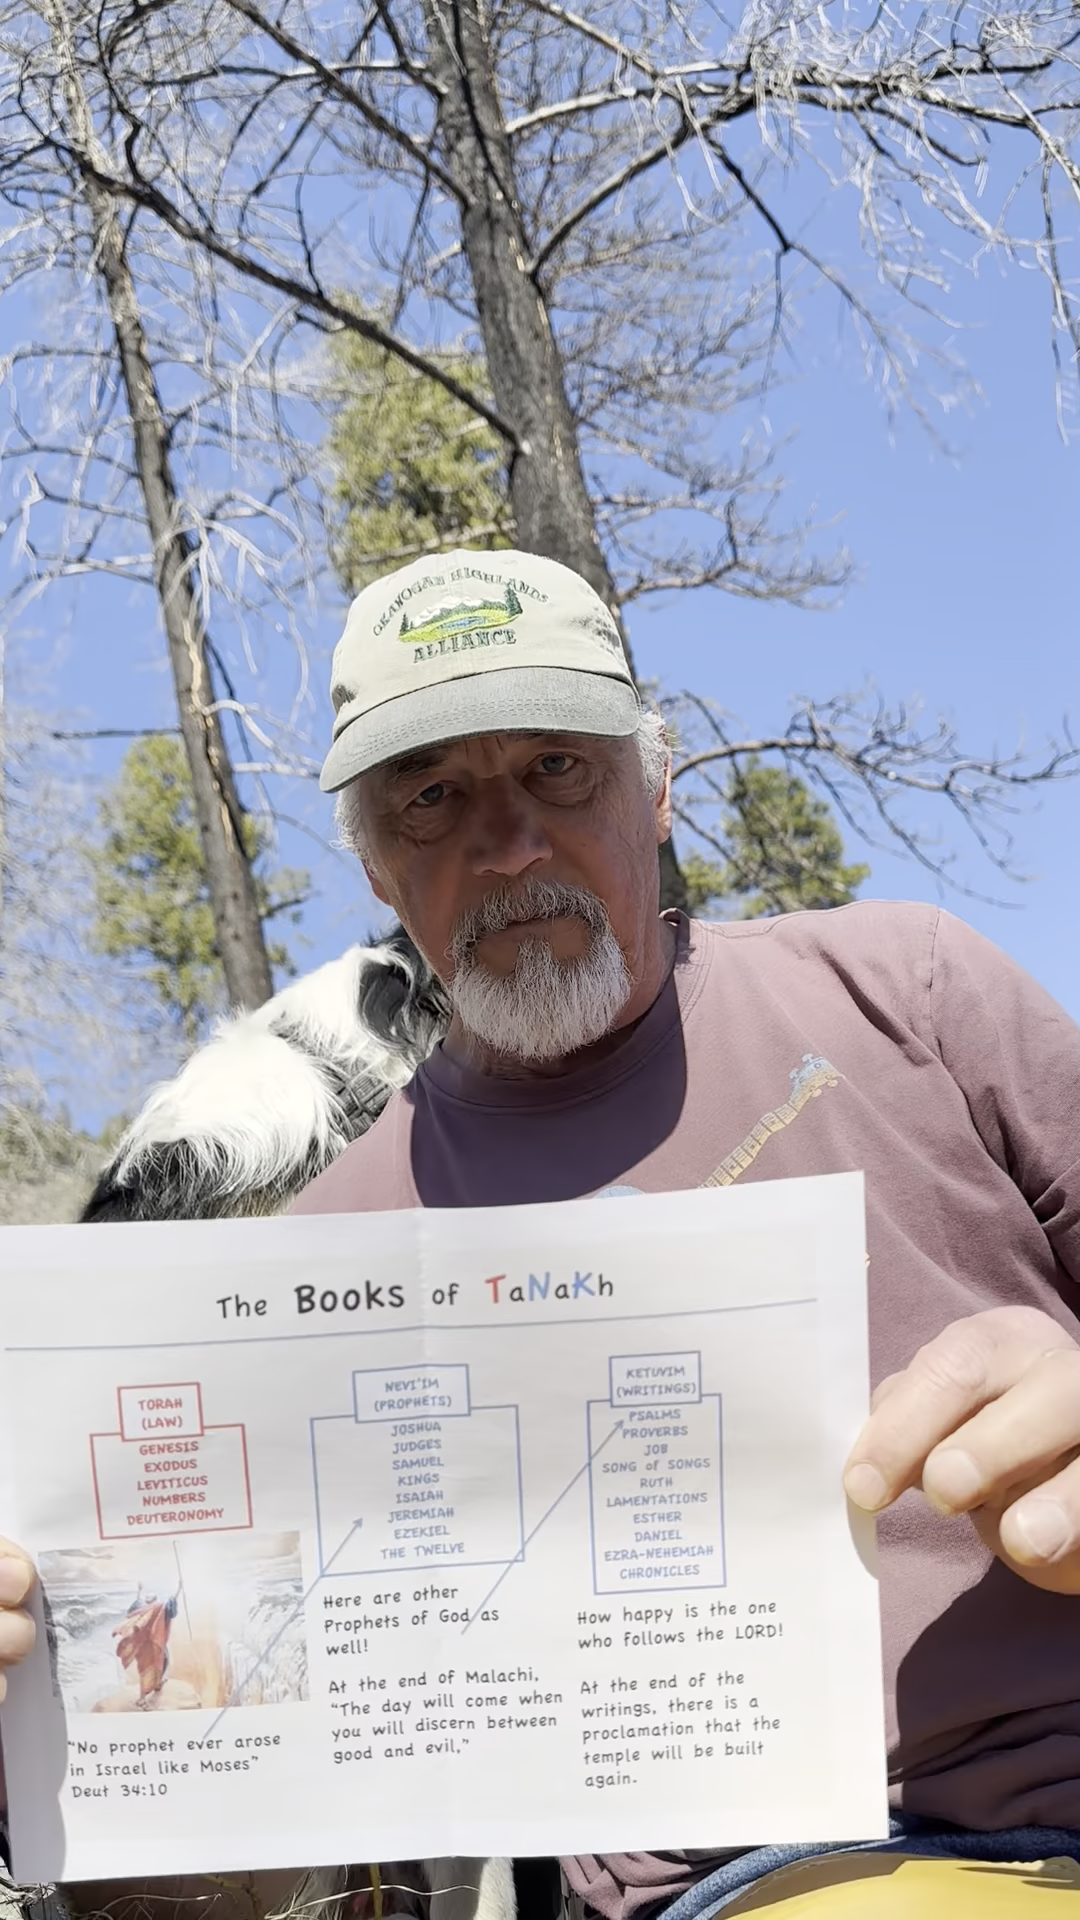 OKANOGAN HIGHLANDS
ALLIANCE
The Books of TaNaKh
TORAH
(LAW)
GENESIS
EXODUS
LEVITICUS
NUMBERS
DEUTERONOMY
"No prophet ever arose
in Israel like Moses"
Deut 34:10
NEVI'IM
(PROPHETS)
JOSHUA
JUDGES
SAMUEL
KINGS
ISAIAH
JEREMIAH
EZEKIEL
THE TWELVE
Here are other
Prophets of God as
well!
At the end of Malachi,
"The day will come when
you will discern between
good and evil,"
KETUVIM
(WRITINGS)
PSALMS
PROVERBS
JOB
SONG of SONGS
RUTH
LAMENTATIONS
ESTHER
DANIEL
EZRA-NEHEMIAH
CHRONICLES
How happy is the one
who follows the LORD!
At the end of the
writings, there is a
proclamation that the
temple will be built
again.